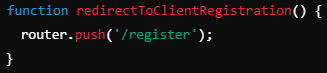 function redirectToClientRegistration() {
  router.push('/register');
}